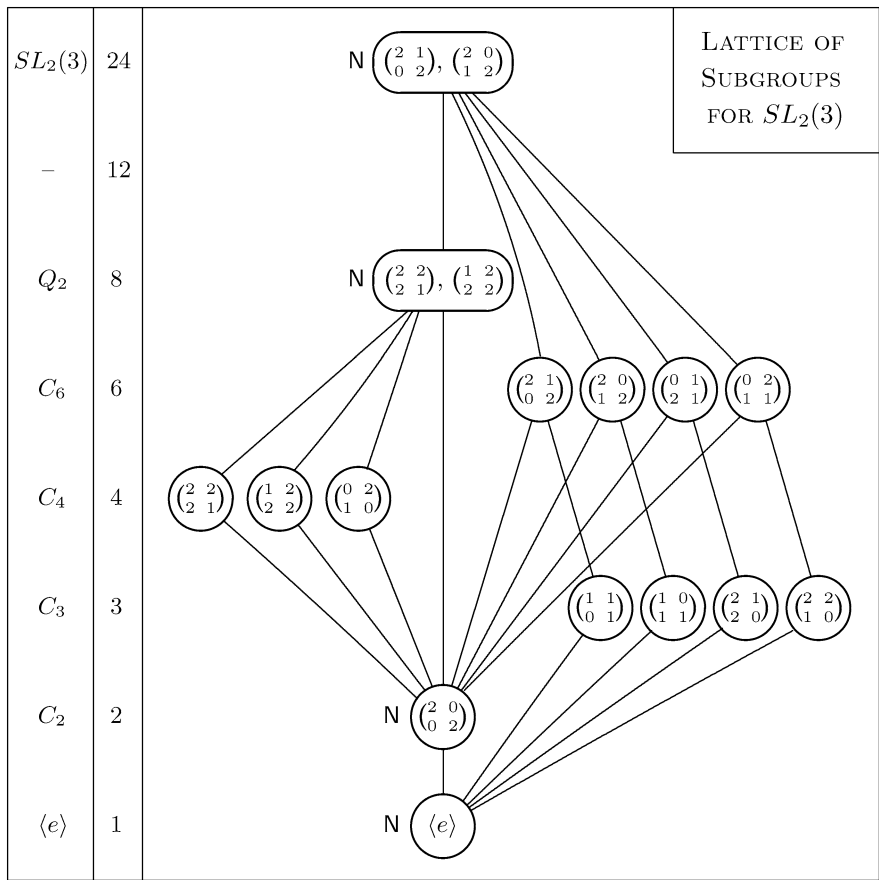 LATTICE OF
SUBGROUPS
FOR SL₂(3)
SL₂(3) 24 N (2 1; 0 2), (2 0; 1 2)
– 12
Q₂ 8 N (2 2; 2 1), (1 2; 2 2)
C₆ 6 (2 1; 0 2) (2 0; 1 2) (0 1; 2 1) (0 2; 1 1)
C₄ 4 (2 2; 2 1) (1 2; 2 2) (0 2; 1 0)
C₃ 3 (1 1; 0 1) (1 0; 1 1) (2 1; 2 0) (2 2; 1 0)
C₂ 2 N (2 0; 0 2)
⟨e⟩ 1 N ⟨e⟩